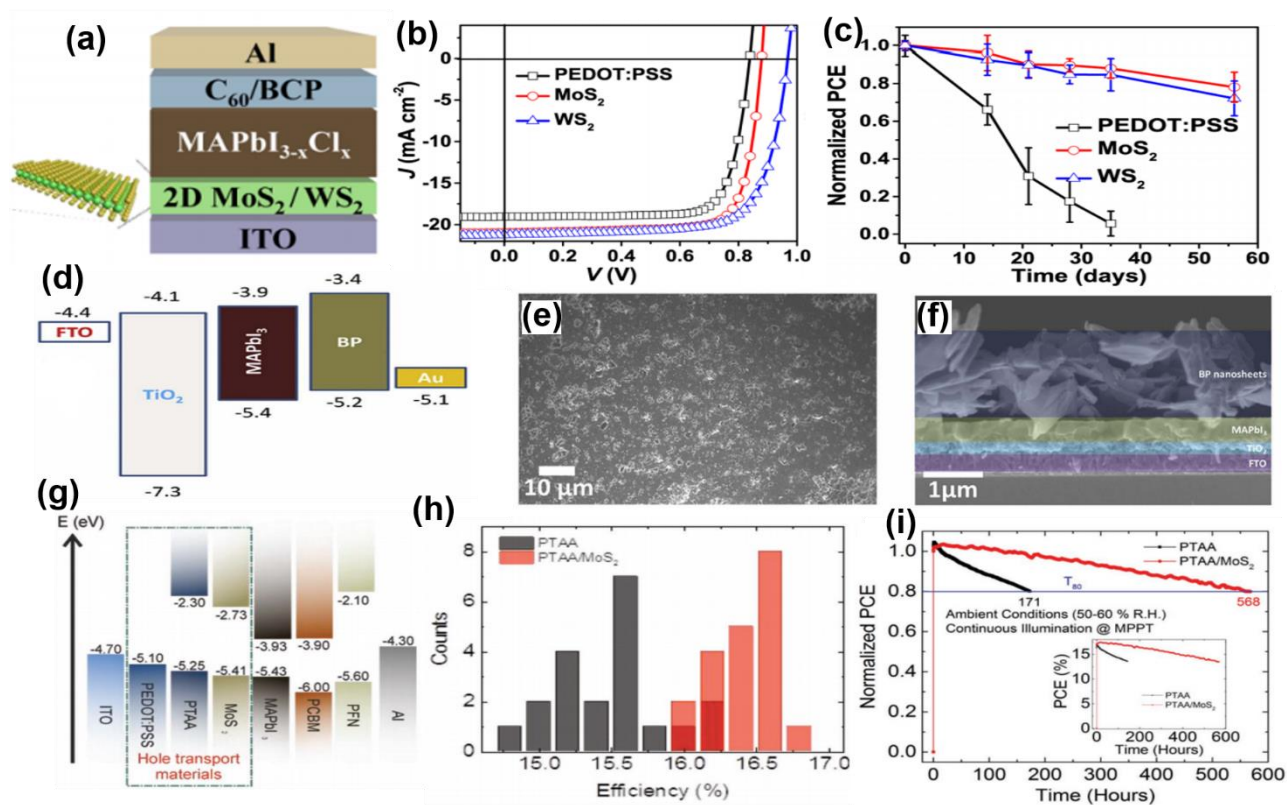 (a)
Al
C60/BCP
MAPbI3-xClx
2D MoS2 / WS2
ITO
(b)
J (mA cm-2)
0
-5
-10
-15
-20
PEDOT:PSS
MoS2
WS2
0.0 0.2 0.4 0.6 0.8 1.0
V (V)
(c)
Normalized PCE
1.0
0.8
0.6
0.4
0.2
0.0
PEDOT:PSS
MoS2
WS2
0 10 20 30 40 50 60
Time (days)
(d)
-4.4
FTO
-4.1
TiO2
-7.3
-3.9
MAPbI3
-5.4
-3.4
BP
-5.2
Au
-5.1
(e)
10 μm
(f)
BP nanosheets
MAPbI3
TiO2
FTO
1μm
(g)
E (eV)
-4.70
ITO
-5.10
PEDOT:PSS
-2.30
-5.25
PTAA
-2.73
-5.41
MoS2
-3.93
-5.43
MAPbI3
-3.90
-6.00
PCBM
-2.10
-5.60
PFN
-4.30
Al
Hole transport
materials
(h)
Counts
8
6
4
2
0
PTAA
PTAA/MoS2
15.0 15.5 16.0 16.5 17.0
Efficiency (%)
(i)
Normalized PCE
1.0
0.8
0.6
0.4
0.2
0.0
PTAA
PTAA/MoS2
T80
171
568
Ambient Conditions (50-60 % R.H.)
Continuous Illumination @ MPPT
PCE (%)
15
10
5
0
PTAA
PTAA/MoS2
0 200 400 600
Time (Hours)
0 100 200 300 400 500 600
Time (Hours)